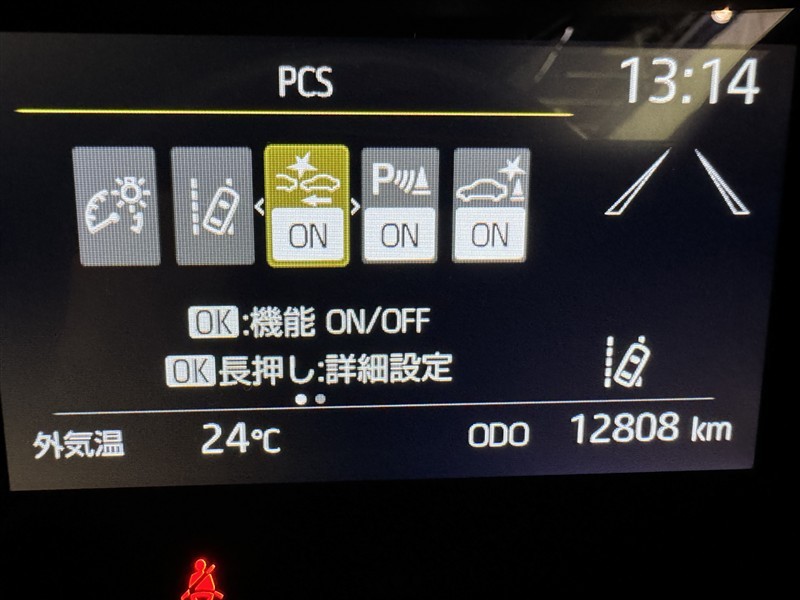 PCS
13:14
P
ON
ON
ON
OK:機能 ON/OFF
OK長押し:詳細設定
外気温 24℃ ODO 12808 km